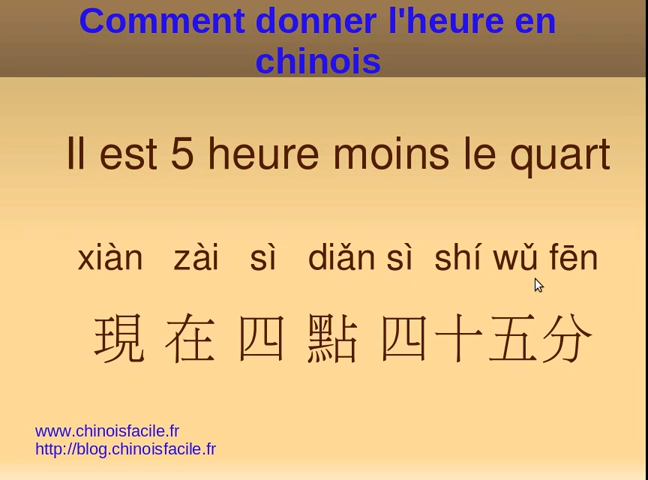 Comment donner l'heure en
chinois
Il est 5 heure moins le quart
xiàn zài sì diǎn sì shí wǔ fēn
現在四點四十五分
www.chinoisfacile.fr
http://blog.chinoisfacile.fr